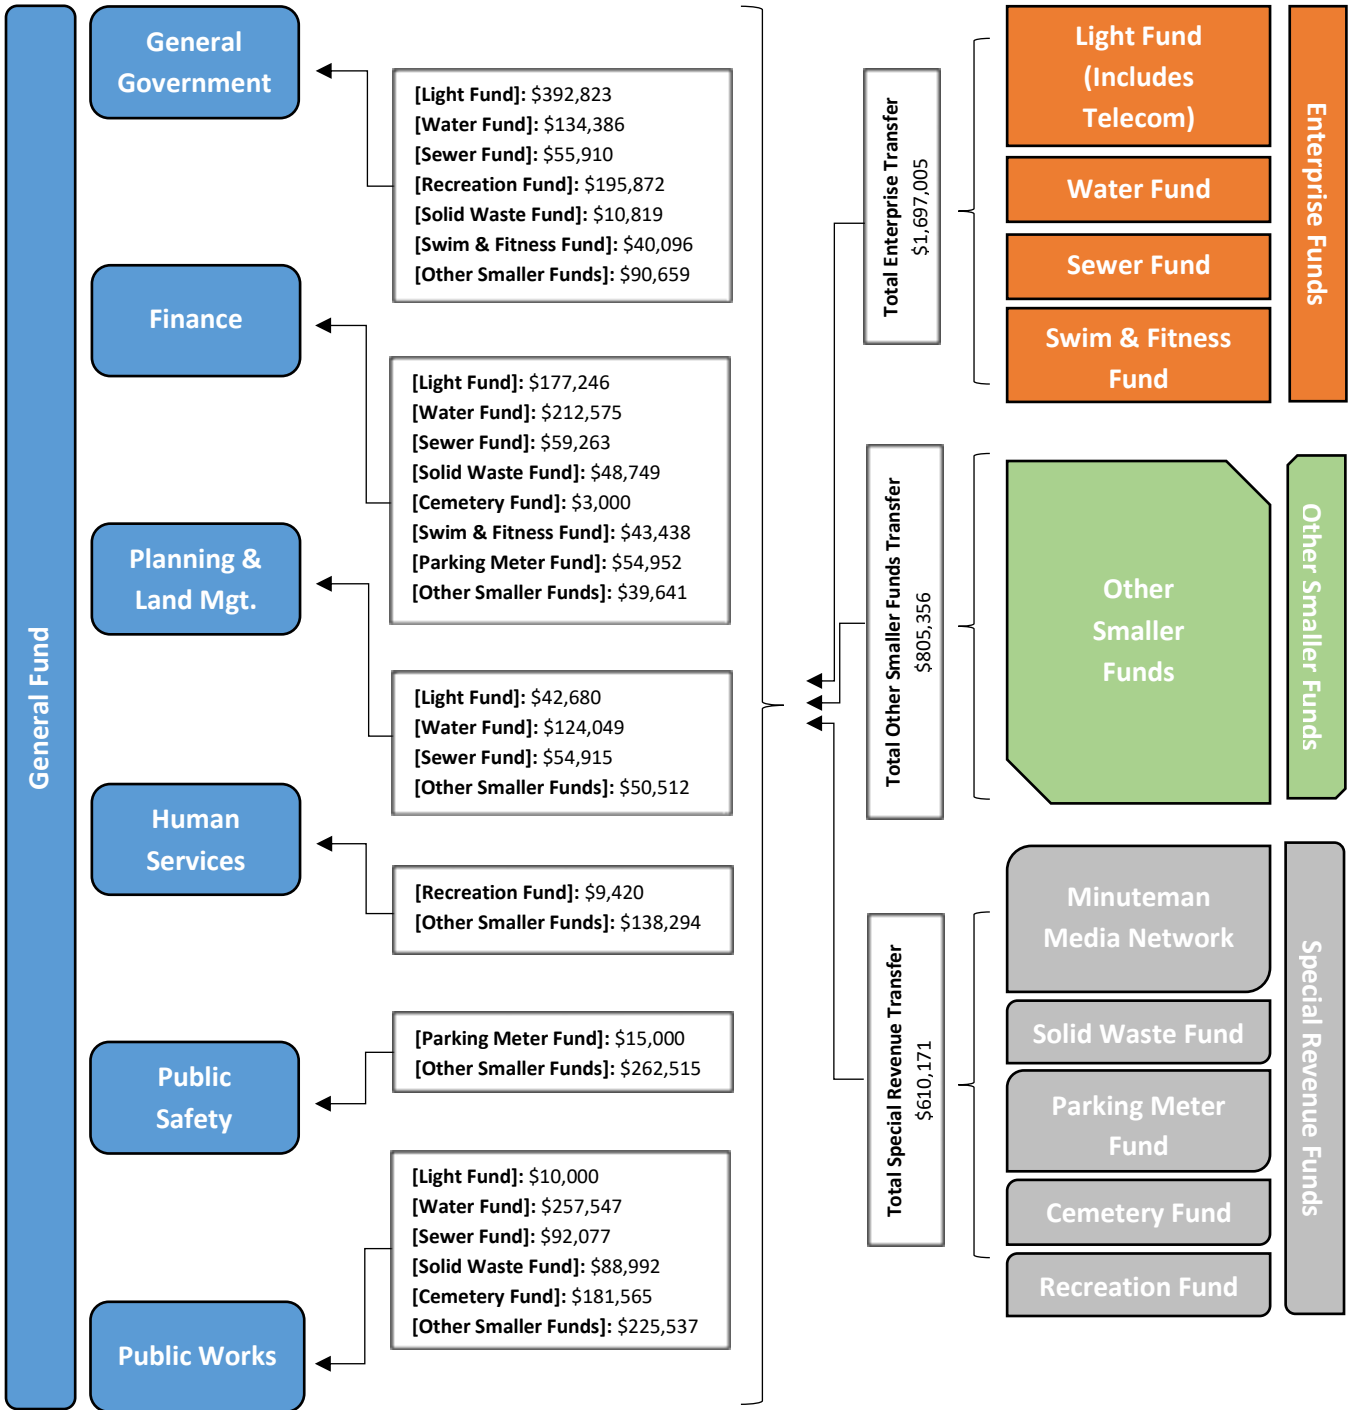 General Fund
General
Government
Finance
Planning &
Land Mgt.
Human
Services
Public
Safety
Public Works
[Light Fund]: $392,823
[Water Fund]: $134,386
[Sewer Fund]: $55,910
[Recreation Fund]: $195,872
[Solid Waste Fund]: $10,819
[Swim & Fitness Fund]: $40,096
[Other Smaller Funds]: $90,659
[Light Fund]: $177,246
[Water Fund]: $212,575
[Sewer Fund]: $59,263
[Solid Waste Fund]: $48,749
[Cemetery Fund]: $3,000
[Swim & Fitness Fund]: $43,438
[Parking Meter Fund]: $54,952
[Other Smaller Funds]: $39,641
[Light Fund]: $42,680
[Water Fund]: $124,049
[Sewer Fund]: $54,915
[Other Smaller Funds]: $50,512
[Recreation Fund]: $9,420
[Other Smaller Funds]: $138,294
[Parking Meter Fund]: $15,000
[Other Smaller Funds]: $262,515
[Light Fund]: $10,000
[Water Fund]: $257,547
[Sewer Fund]: $92,077
[Solid Waste Fund]: $88,992
[Cemetery Fund]: $181,565
[Other Smaller Funds]: $225,537
Total Enterprise Transfer
$1,697,005
Total Other Smaller Funds Transfer
$805,356
Total Special Revenue Transfer
$610,171
Light Fund
(Includes
Telecom)
Water Fund
Sewer Fund
Swim & Fitness
Fund
Enterprise Funds
Other
Smaller
Funds
Other Smaller Funds
Minuteman
Media Network
Solid Waste Fund
Parking Meter
Fund
Cemetery Fund
Recreation Fund
Special Revenue Funds